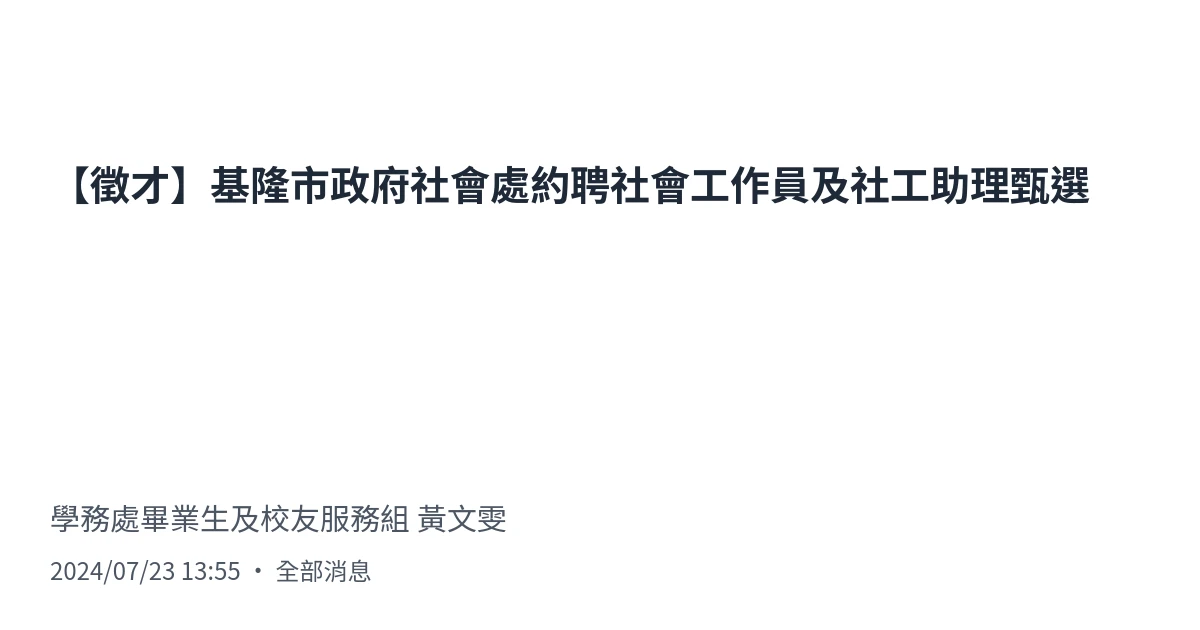 【徵才】基隆市政府社會處約聘社會工作員及社工助理甄選
學務處畢業生及校友服務組 黃文雯
2024/07/23 13:55 • 全部消息